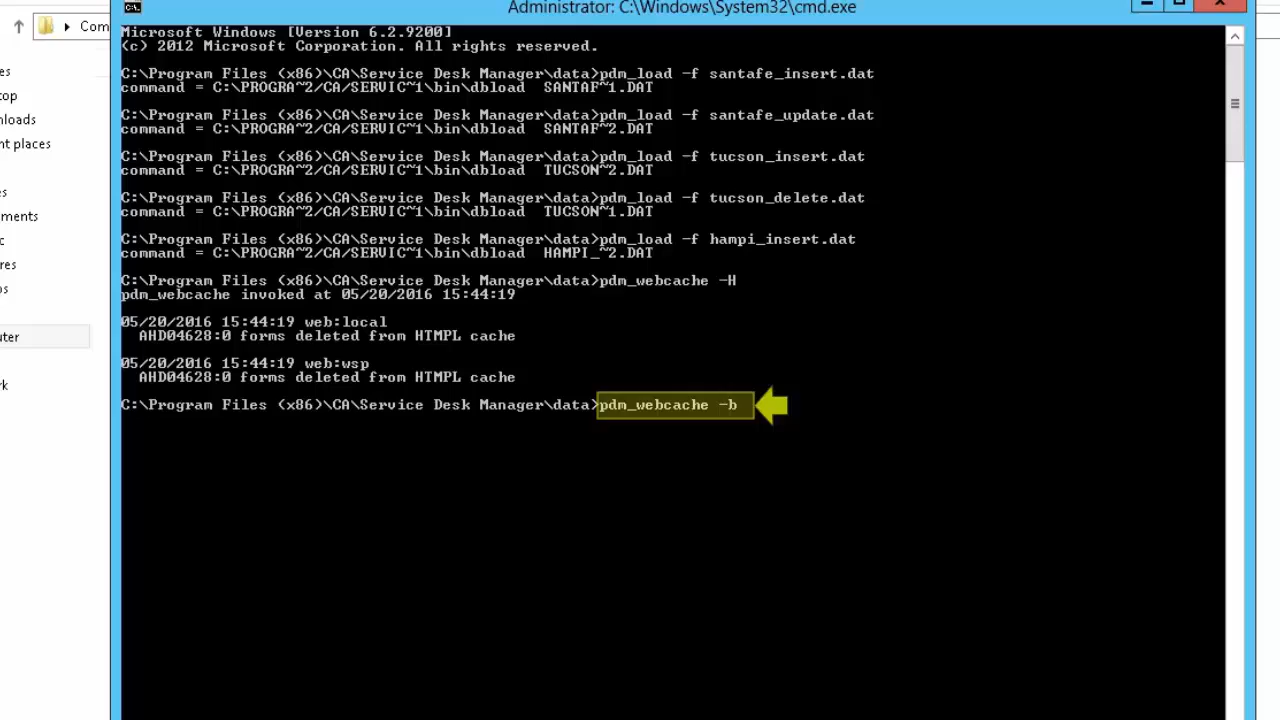 Administrator: C:\Windows\System32\cmd.exe
Com
Microsoft Windows [Version 6.2.9200]
(c) 2012 Microsoft Corporation. All rights reserved.
C:\Program Files (x86)\CA\Service Desk Manager\data>pdm_load -f santafe_insert.dat
command = C:\PROGRA~2/CA/SERVIC~1\bin\dbload  SANTAF~1.DAT
C:\Program Files (x86)\CA\Service Desk Manager\data>pdm_load -f santafe_update.dat
command = C:\PROGRA~2/CA/SERVIC~1\bin\dbload  SANTAF~2.DAT
C:\Program Files (x86)\CA\Service Desk Manager\data>pdm_load -f tucson_insert.dat
command = C:\PROGRA~2/CA/SERVIC~1\bin\dbload  TUCSON~2.DAT
C:\Program Files (x86)\CA\Service Desk Manager\data>pdm_load -f tucson_delete.dat
command = C:\PROGRA~2/CA/SERVIC~1\bin\dbload  TUCSON~1.DAT
C:\Program Files (x86)\CA\Service Desk Manager\data>pdm_load -f hampi_insert.dat
command = C:\PROGRA~2/CA/SERVIC~1\bin\dbload  HAMPI_~2.DAT
C:\Program Files (x86)\CA\Service Desk Manager\data>pdm_webcache -H
pdm_webcache invoked at 05/20/2016 15:44:19
05/20/2016 15:44:19 web:local
AHD04628:0 forms deleted from HTMPL cache
05/20/2016 15:44:19 web:wsp
AHD04628:0 forms deleted from HTMPL cache
C:\Program Files (x86)\CA\Service Desk Manager\data>pdm_webcache -b
es
top
nloads
nt places
es
ments
c
res
os
uter
rk